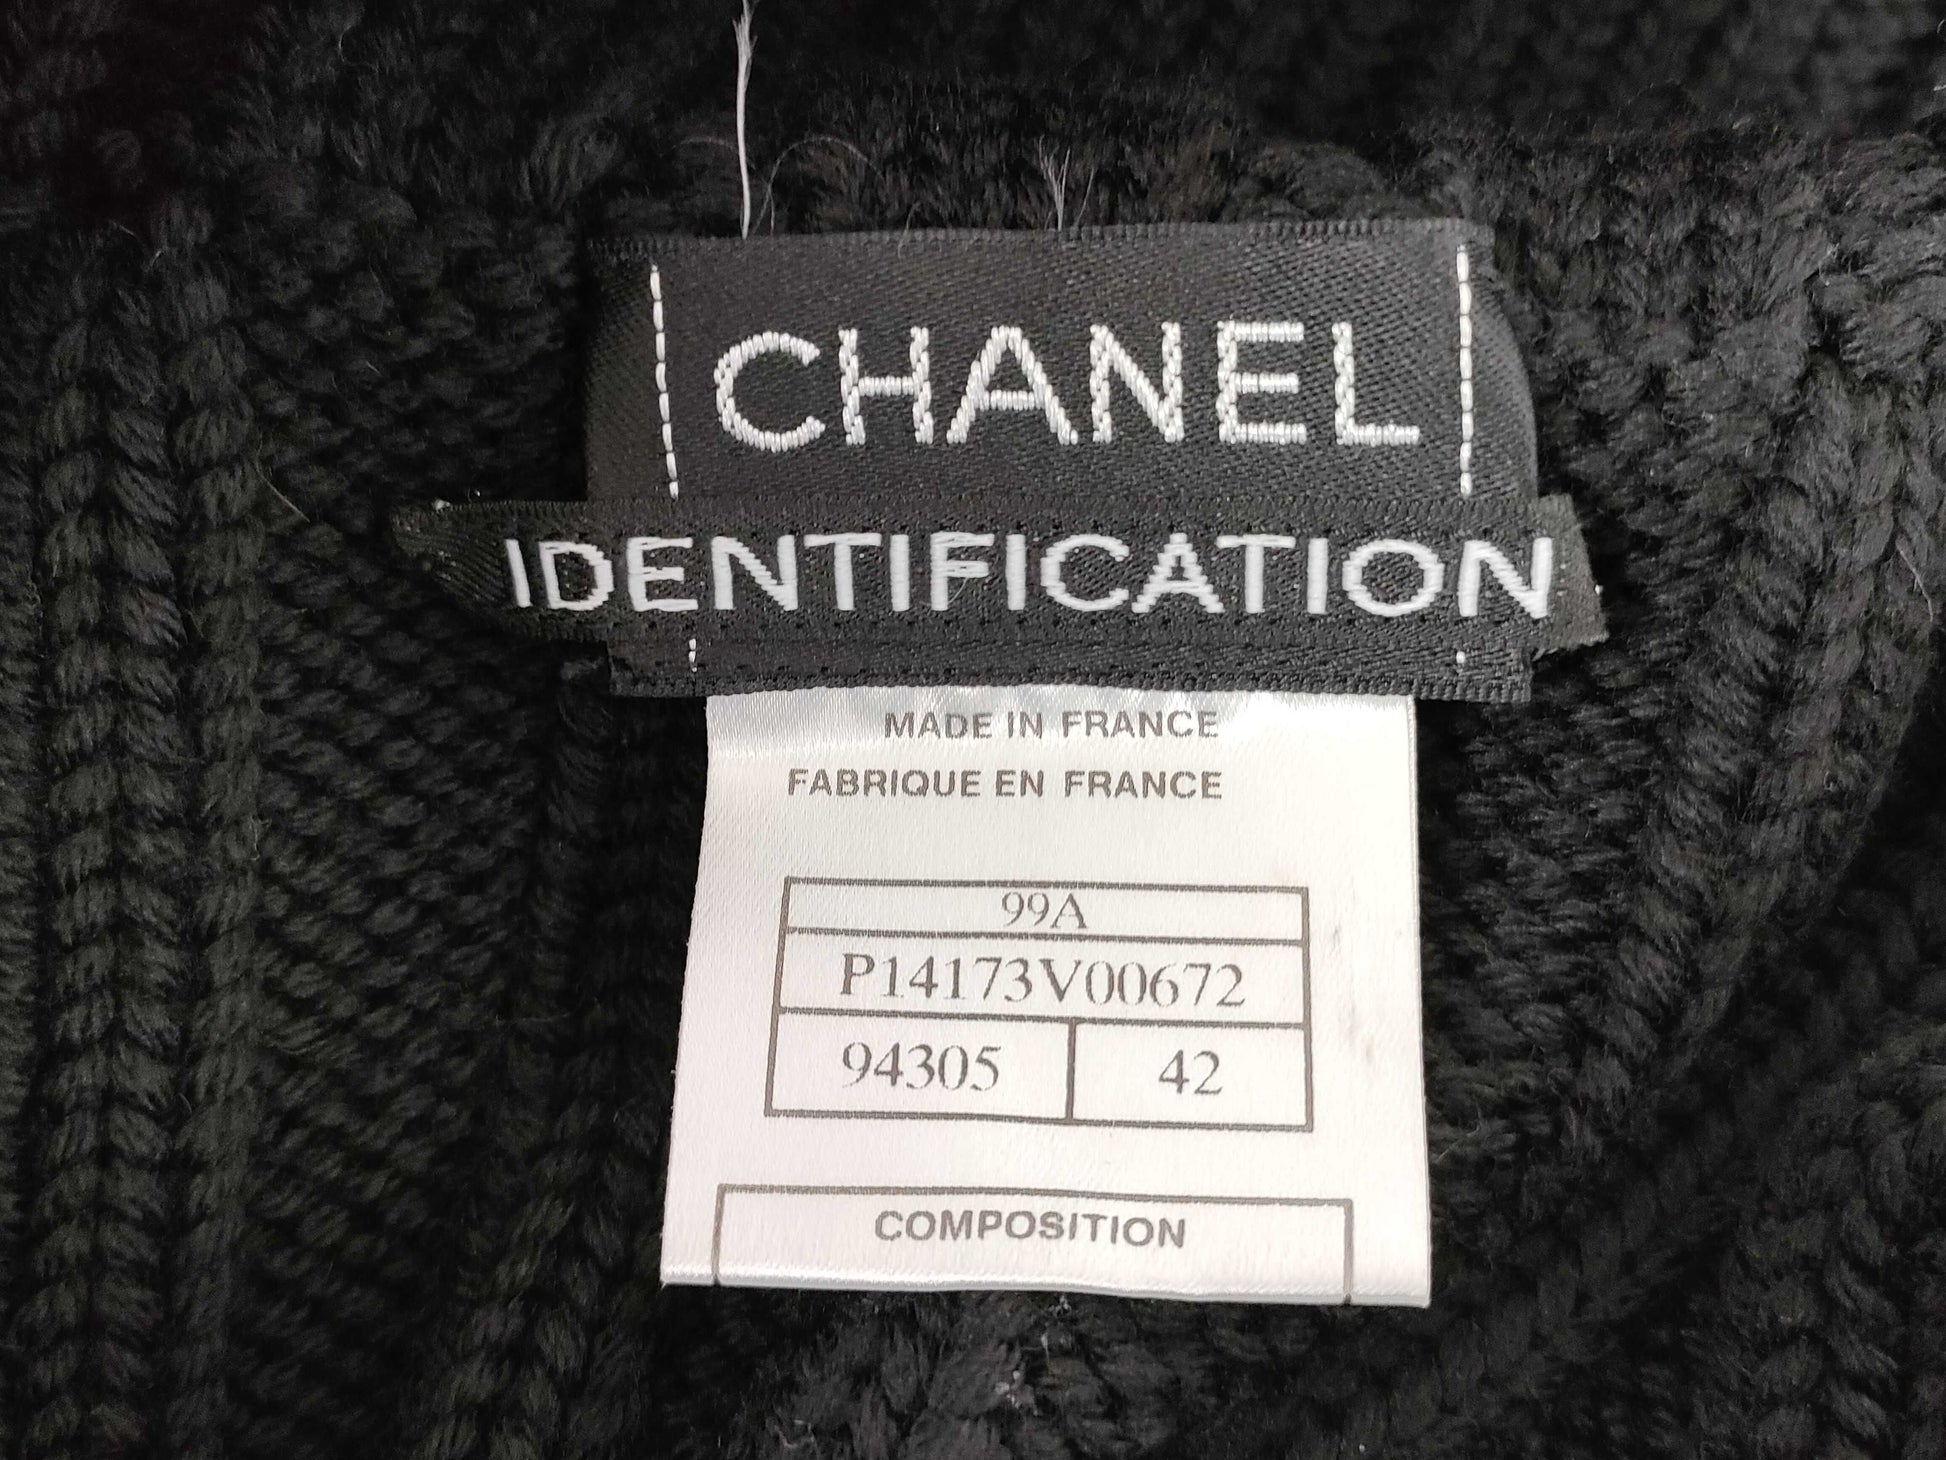 CHANEL
IDENTIFICATION
MADE IN FRANCE
FABRIQUE EN FRANCE
99A
P14173V00672
94305 42
COMPOSITION